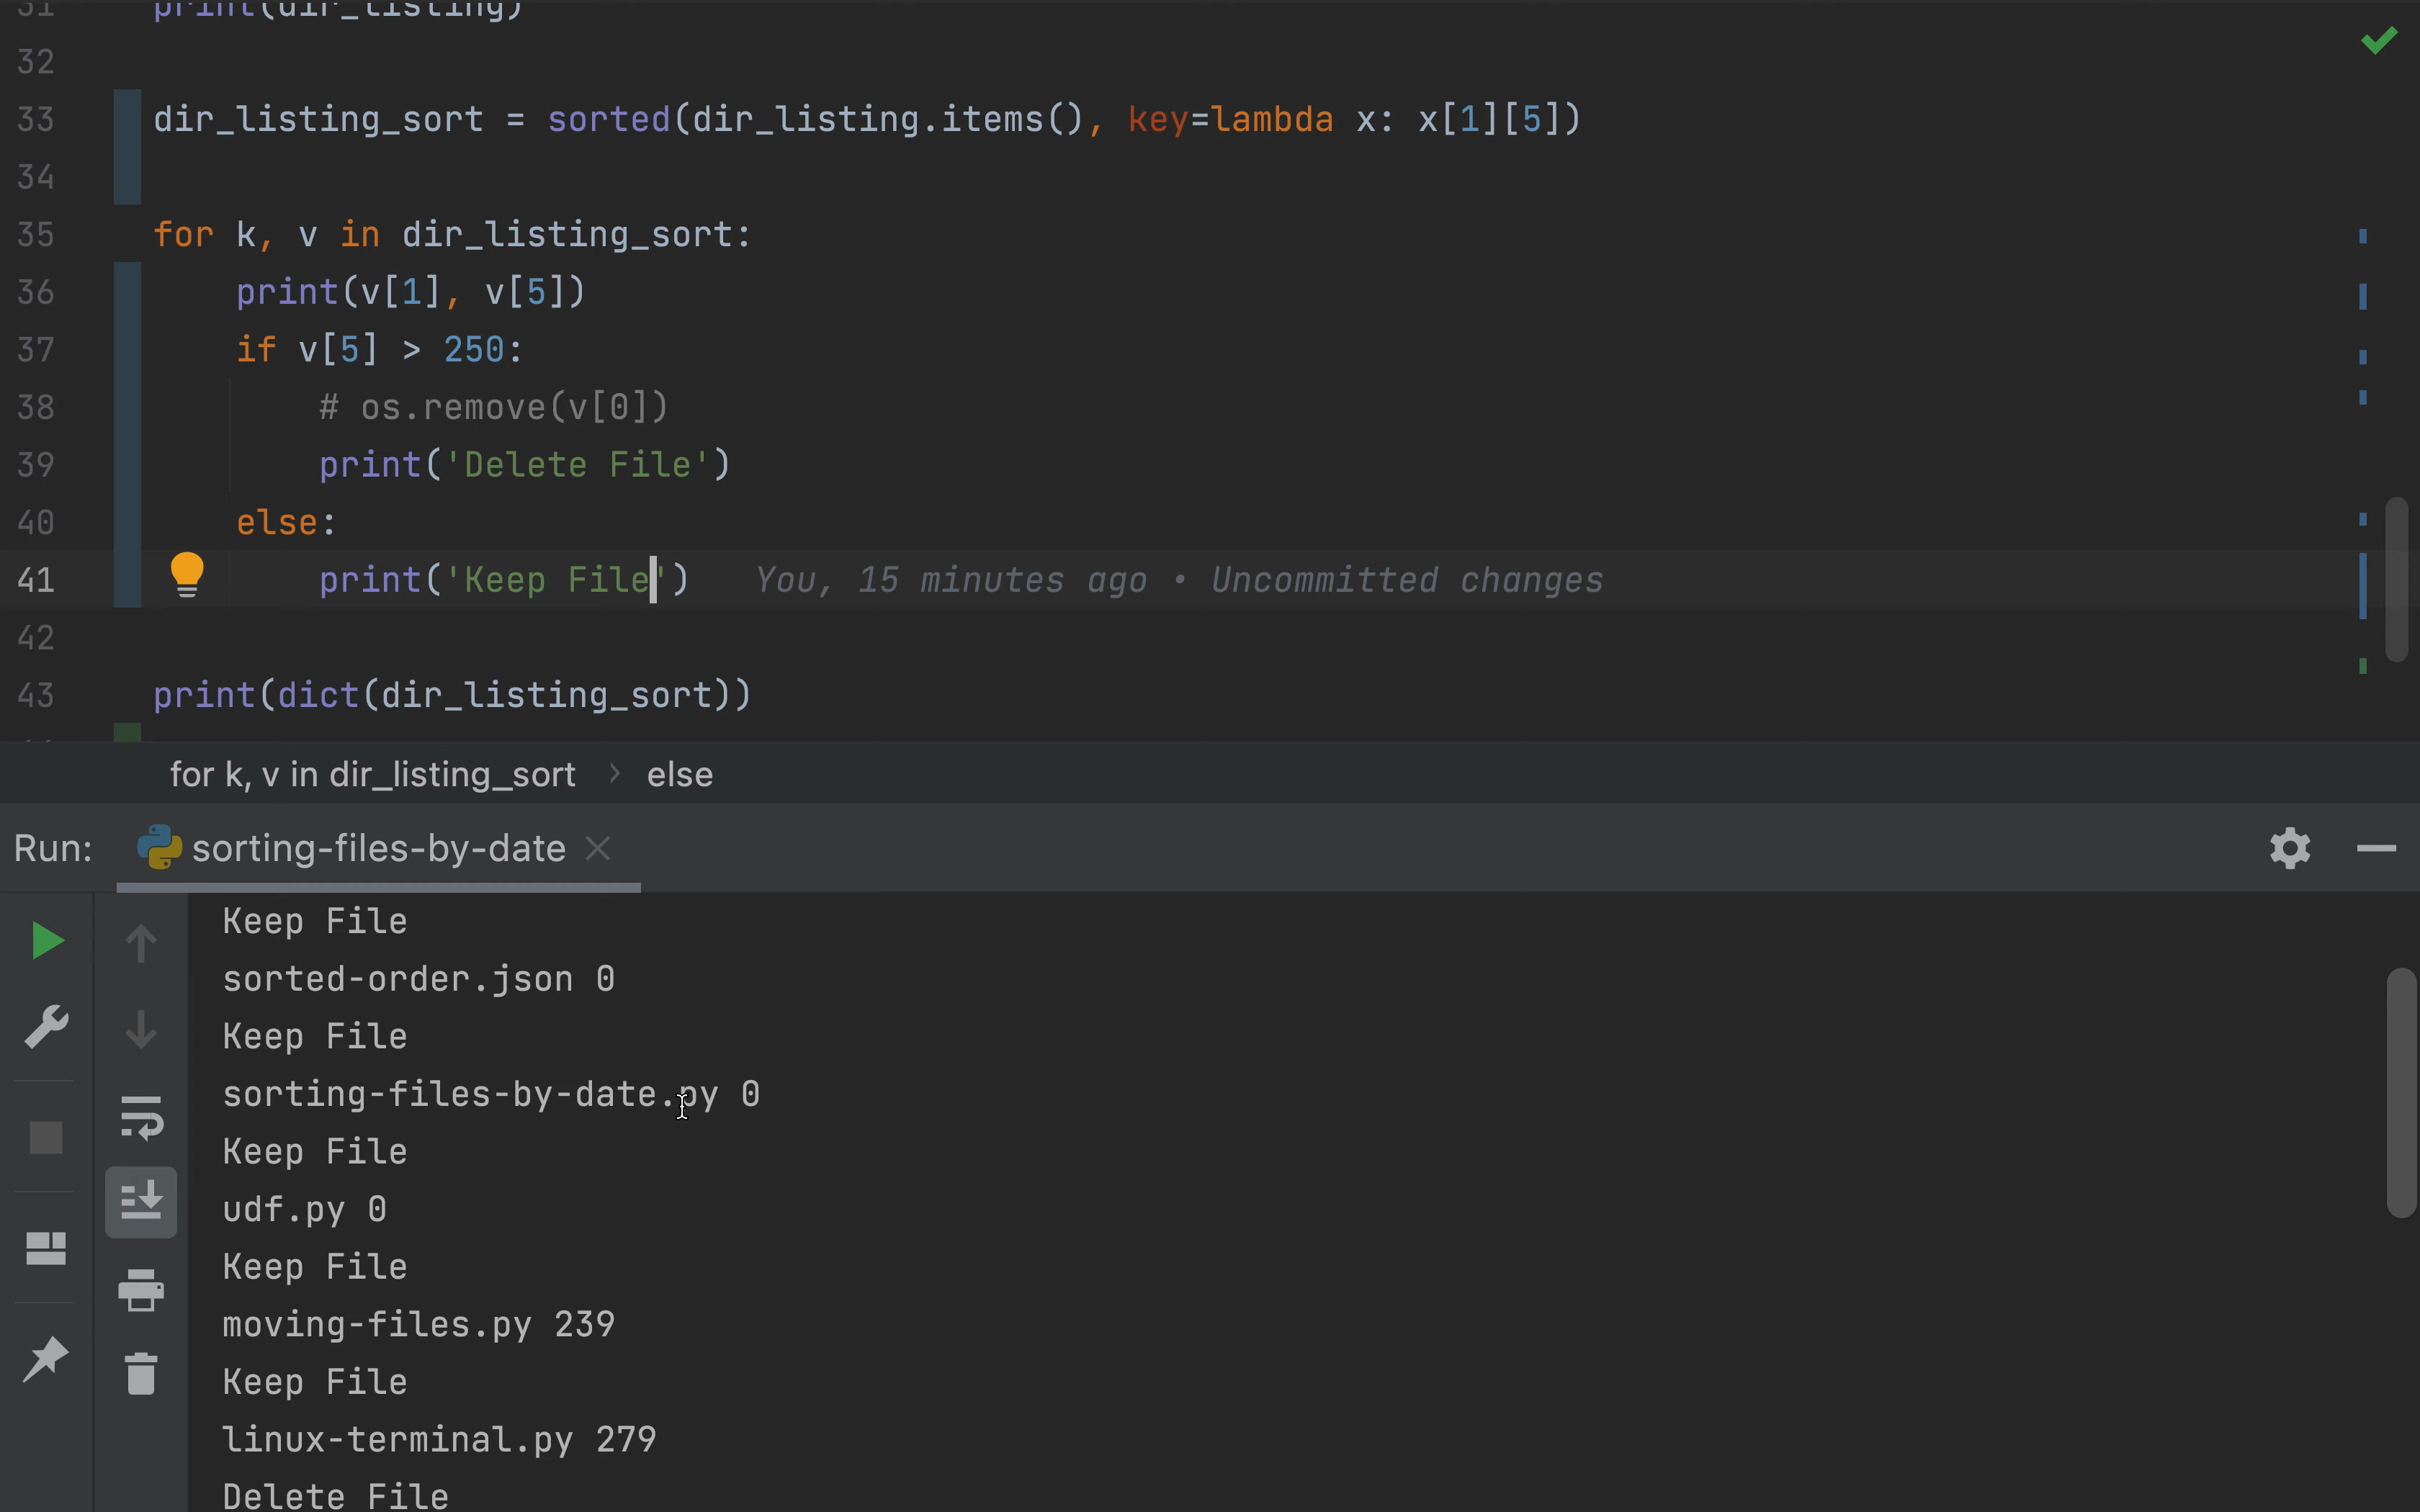 31 print(dir_listing)
32
33 dir_listing_sort = sorted(dir_listing.items(), key=lambda x: x[1][5])
34
35 for k, v in dir_listing_sort:
36 print(v[1], v[5])
37 if v[5] > 250:
38 # os.remove(v[0])
39 print('Delete File')
40 else:
41 print('Keep File') You, 15 minutes ago • Uncommitted changes
42
43 print(dict(dir_listing_sort))
for k, v in dir_listing_sort > else
Run: sorting-files-by-date
Keep File
sorted-order.json 0
Keep File
sorting-files-by-date.py 0
Keep File
udf.py 0
Keep File
moving-files.py 239
Keep File
linux-terminal.py 279
Delete File